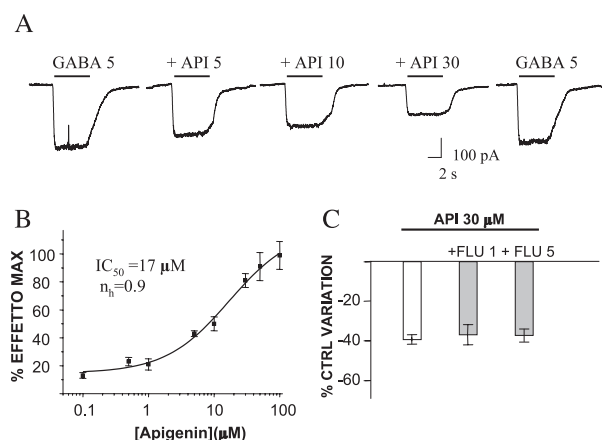 A
GABA 5
+ API 5
+ API 10
+ API 30
GABA 5
100 pA
2 s
B
% EFFETTO MAX
100
80
60
40
20
IC50 =17 μM
nh=0.9
0.1
1
10
100
[Apigenin](μM)
C
API 30 μM
+FLU 1 + FLU 5
% CTRL VARIATION
-20
-40
-60